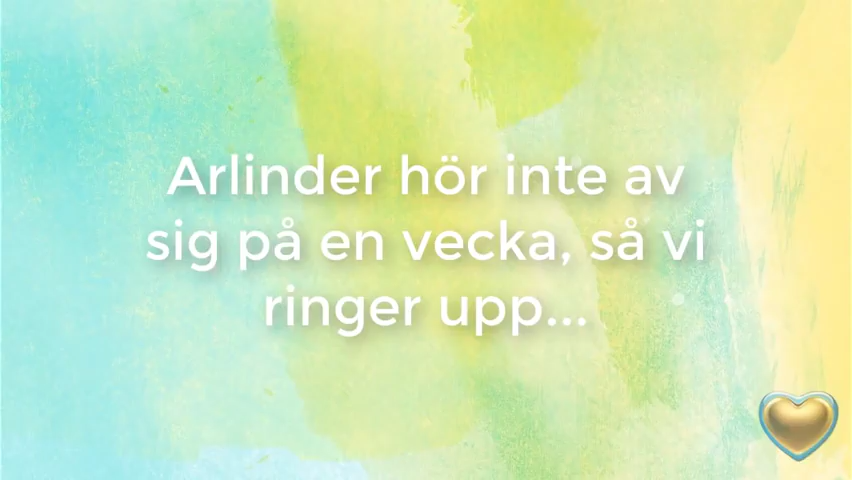 Arlinder hör inte av
sig på en vecka, så vi
ringer upp...